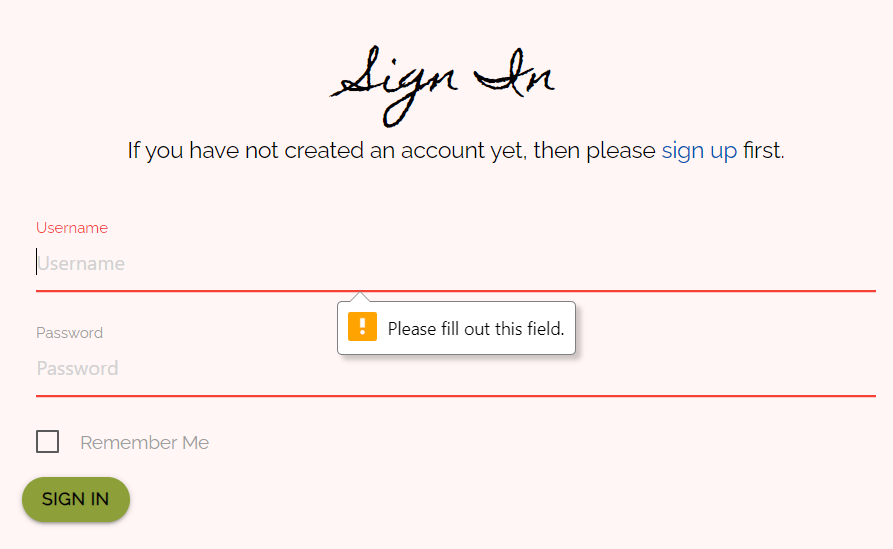 Sign In
If you have not created an account yet, then please sign up first.
Username
Username
Please fill out this field.
Password
Password
Remember Me
SIGN IN